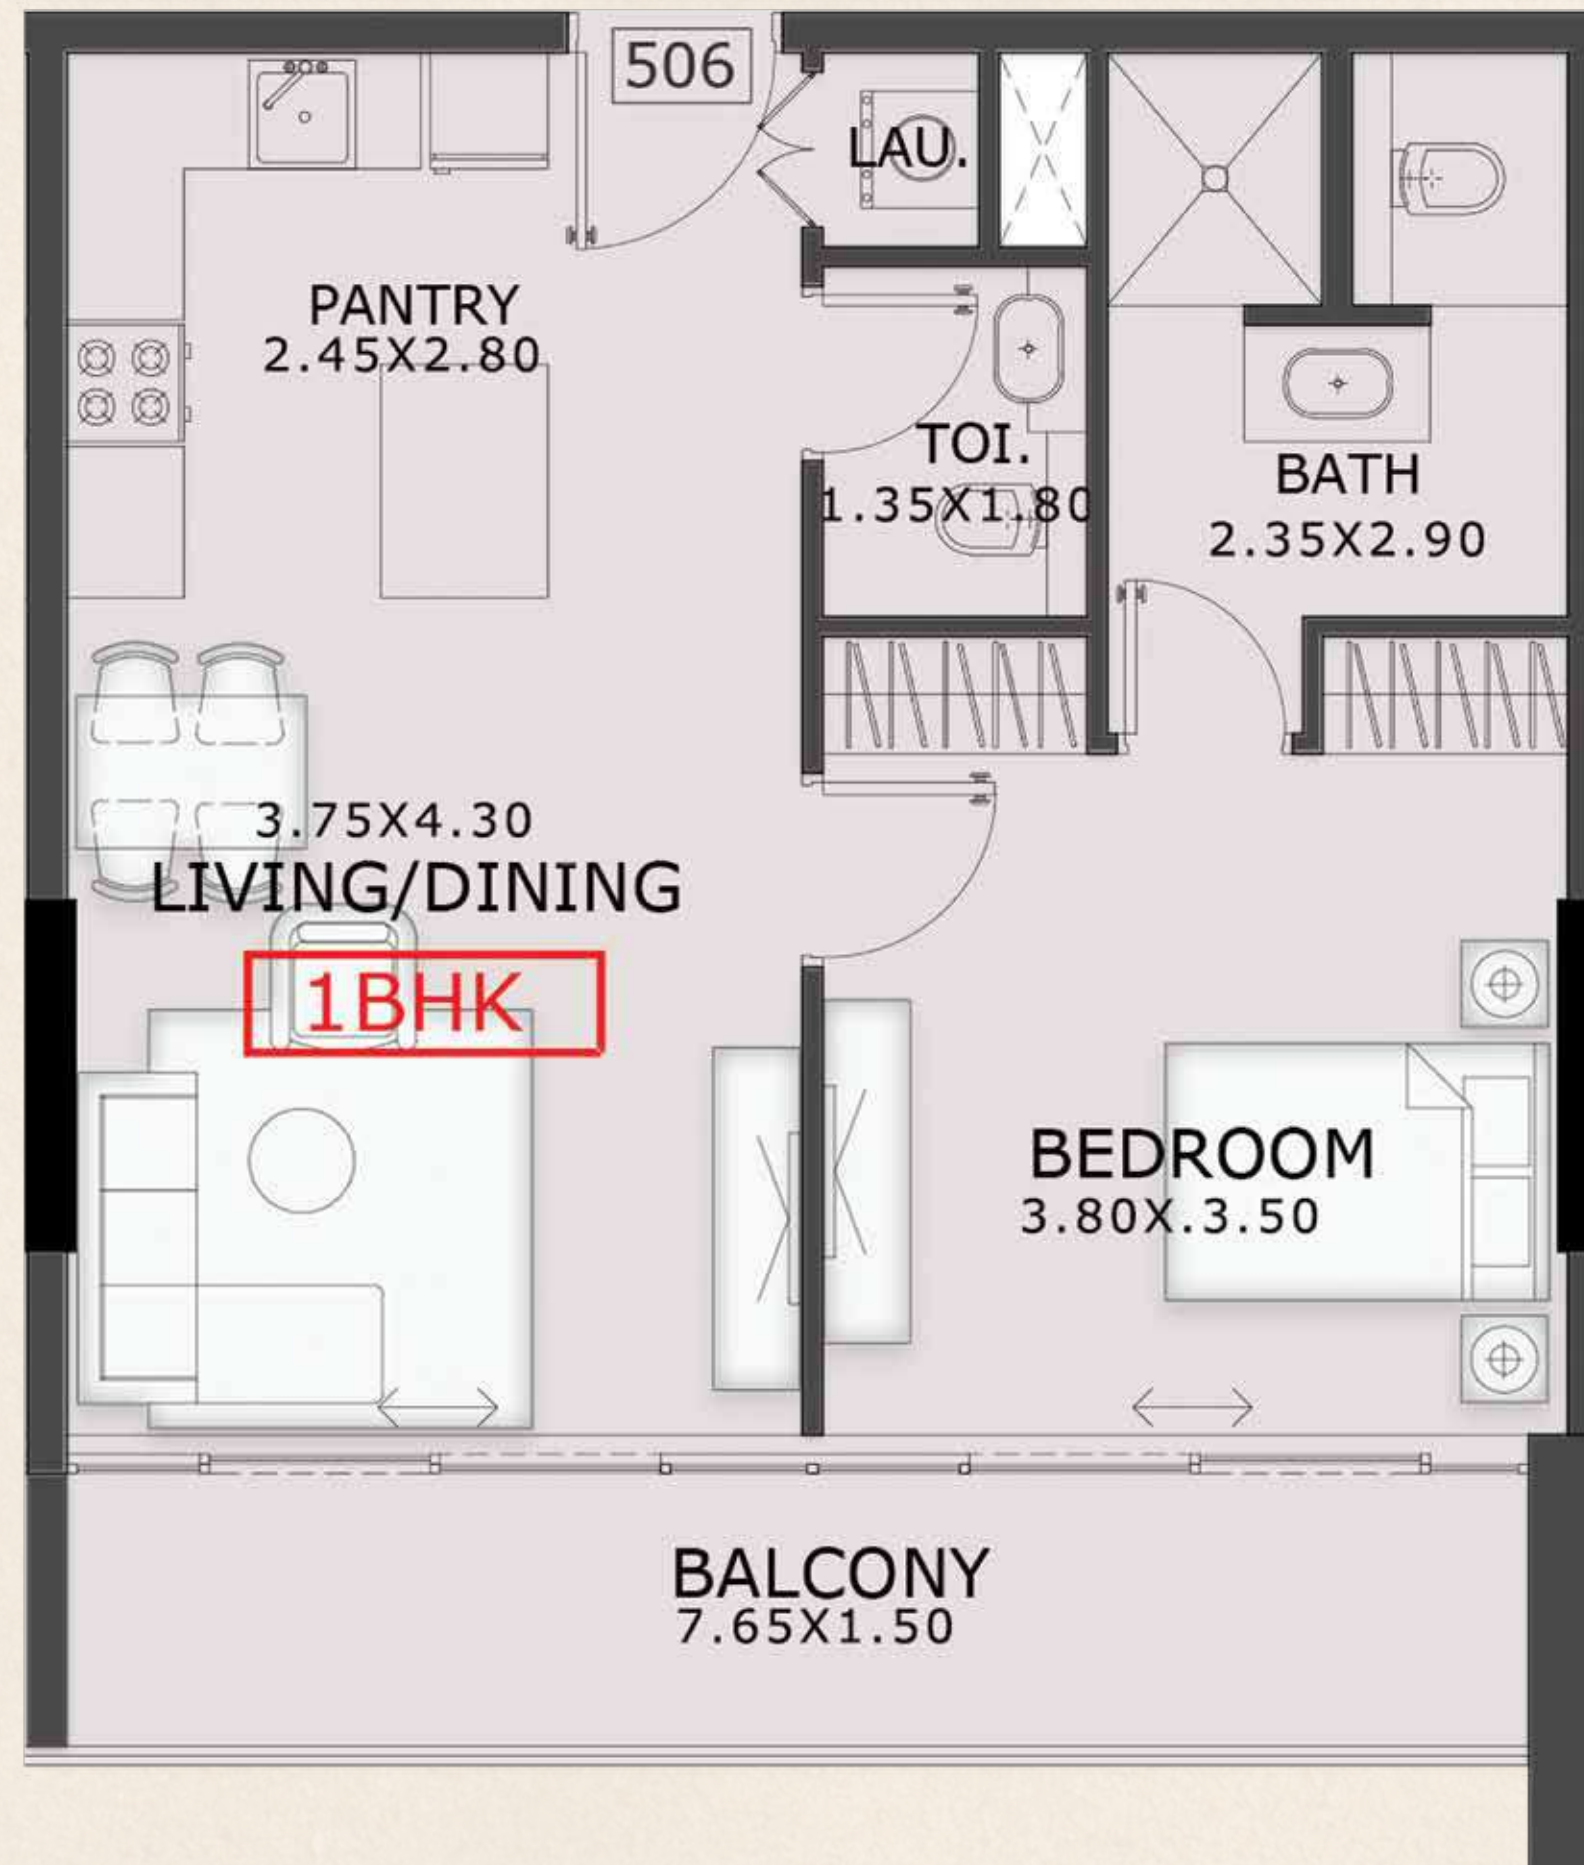 506
LAU.
PANTRY
2.45X2.80
TOI.
1.35X1.80
BATH
2.35X2.90
3.75X4.30
LIVING/DINING
1BHK
BEDROOM
3.80X.3.50
BALCONY
7.65X1.50